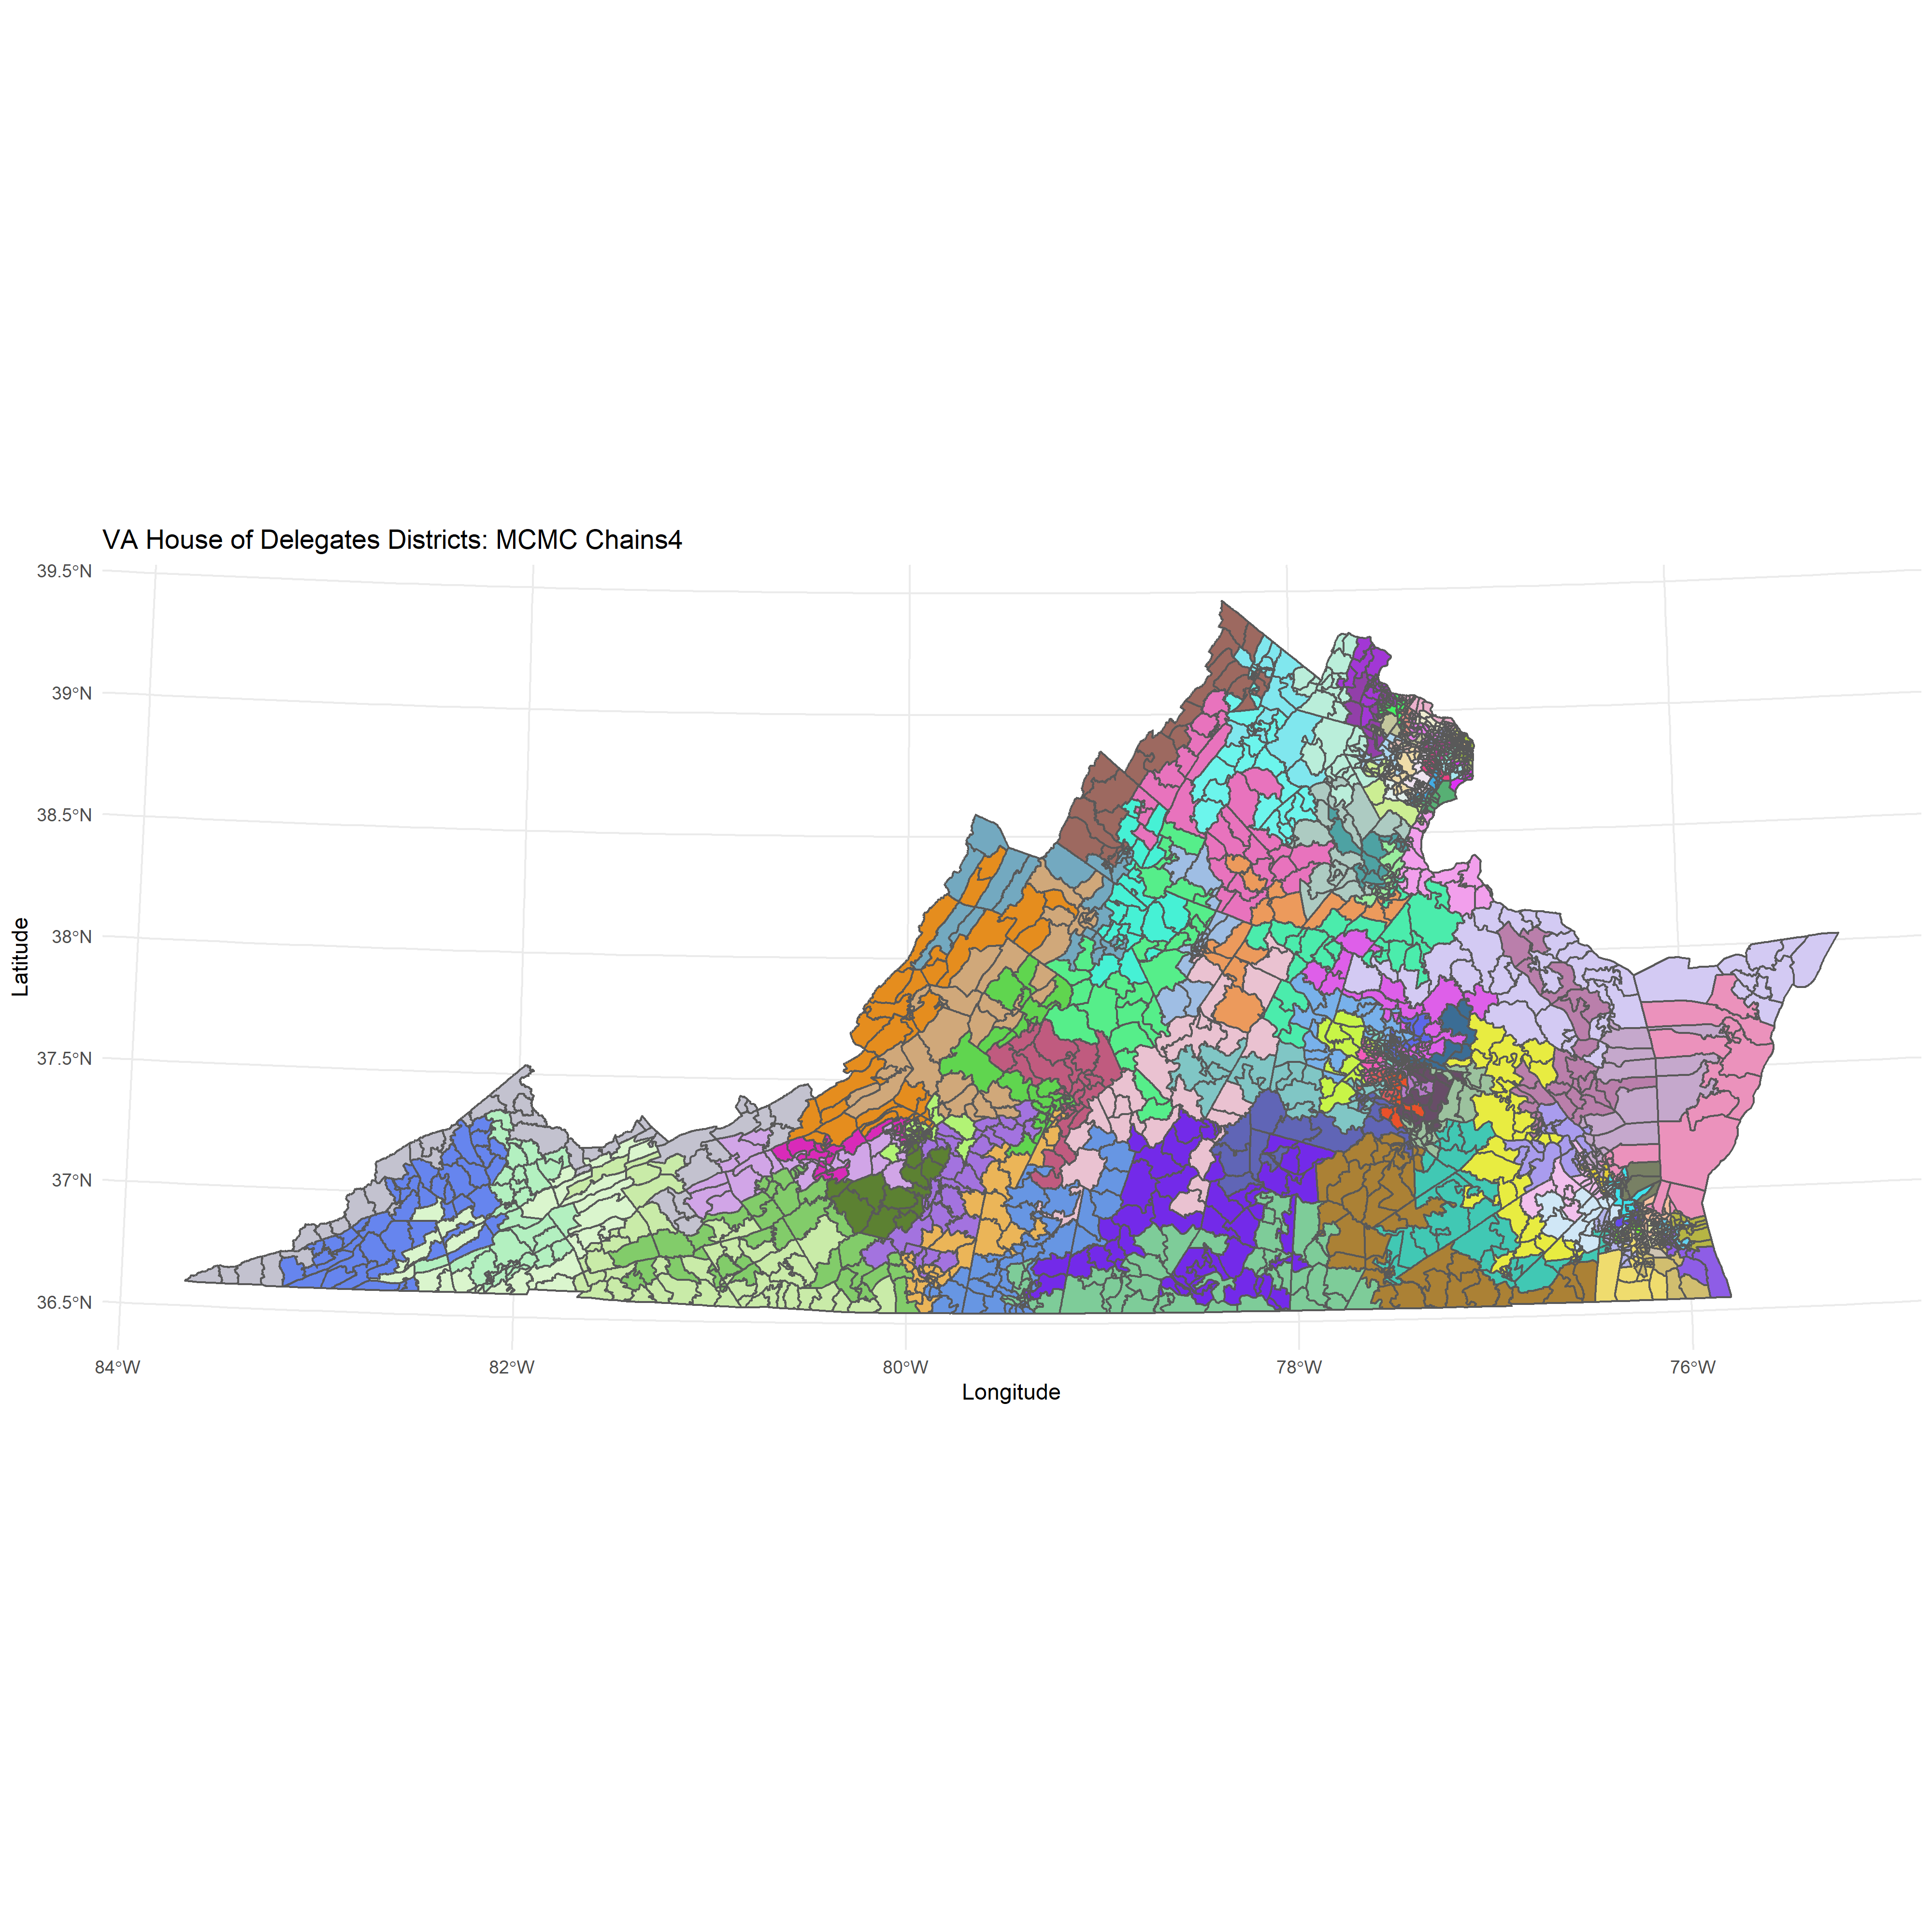 VA House of Delegates Districts: MCMC Chains4
39.5°N
39°N
38.5°N
38°N
37.5°N
37°N
36.5°N
Latitude
84°W 82°W 80°W 78°W 76°W
Longitude